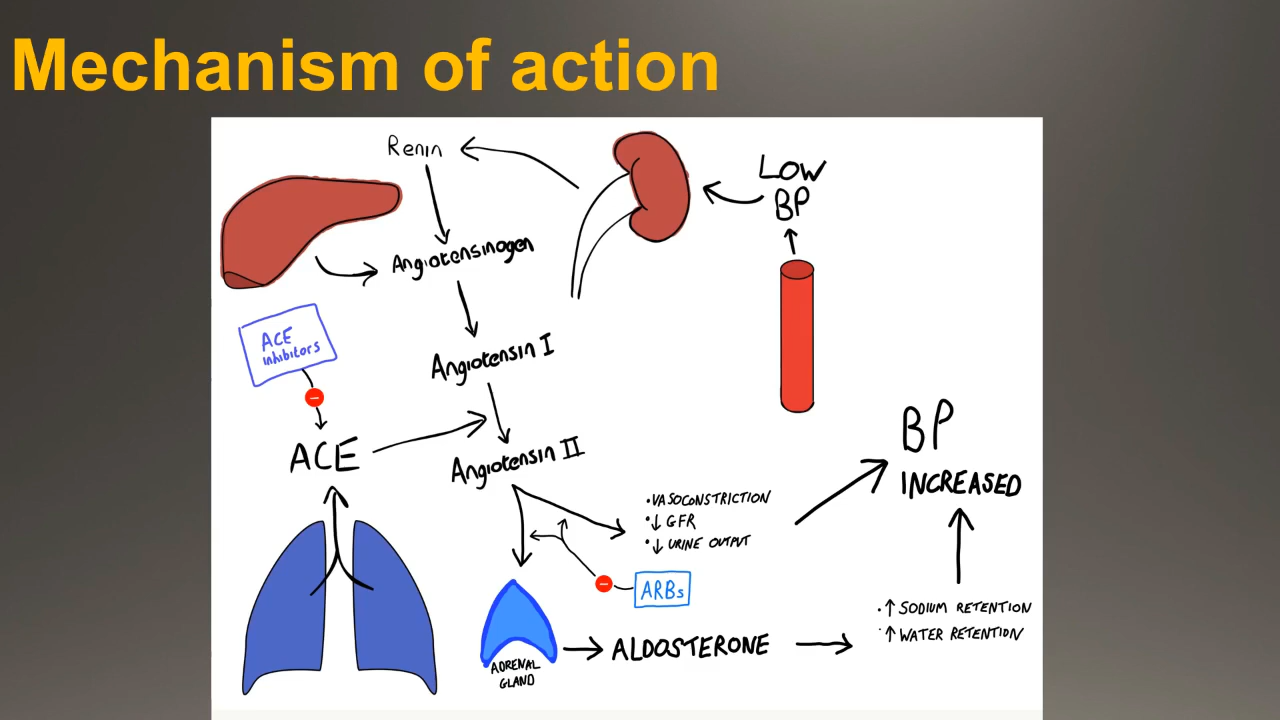 Mechanism of action
Renin
LOW
BP
Angiotensinogen
ACE
inhibitors
Angiotensin I
ACE
Angiotensin II
BP
INCREASED
•VASOCONSTRICTION
•↓ GFR
•↓ URINE OUTPUT
ARBs
•↑ SODIUM RETENTION
•↑ WATER RETENTION
ALDOSTERONE
ADRENAL
GLAND